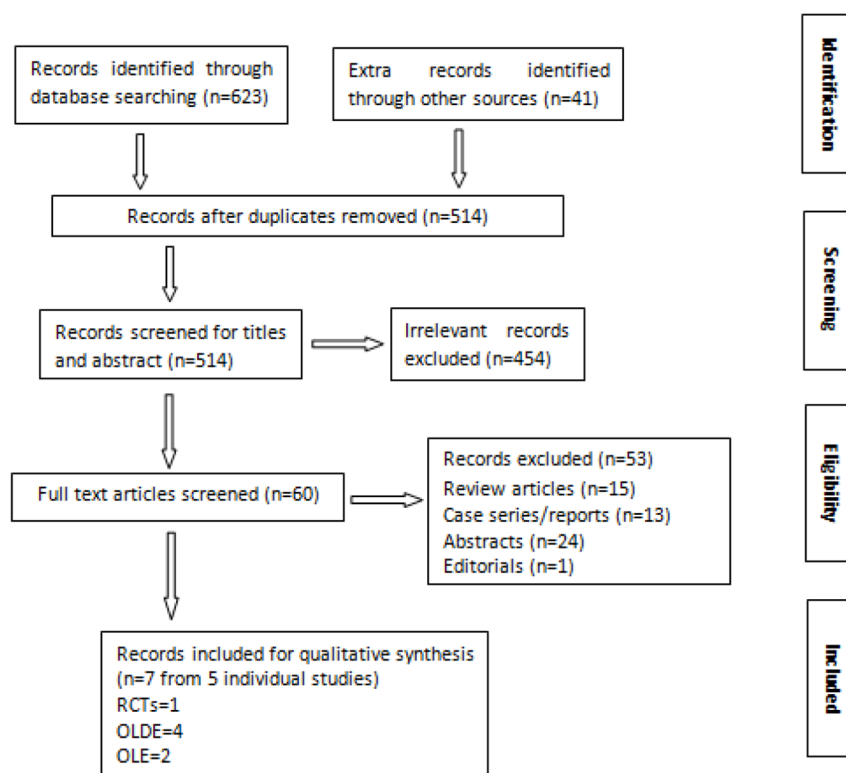 Records identified through
database searching (n=623)
Extra records identified
through other sources (n=41)
Identification
Records after duplicates removed (n=514)
Screening
Records screened for titles
and abstract (n=514)
Irrelevant records
excluded (n=454)
Eligibility
Full text articles screened (n=60)
Records excluded (n=53)
Review articles (n=15)
Case series/reports (n=13)
Abstracts (n=24)
Editorials (n=1)
Included
Records included for qualitative synthesis
(n=7 from 5 individual studies)
RCTs=1
OLDE=4
OLE=2